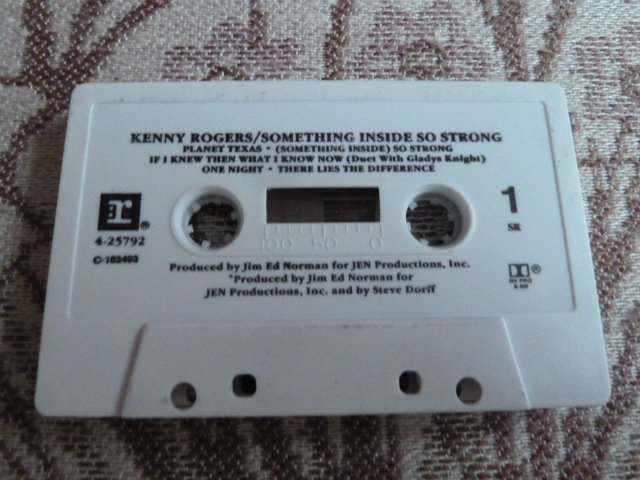 KENNY ROGERS/SOMETHING INSIDE SO STRONG
PLANET TEXAS • (SOMETHING INSIDE) SO STRONG
IF I KNEW THEN WHAT I KNOW NOW (Duet With Gladys Knight)
ONE NIGHT • THERE LIES THE DIFFERENCE
r®
4-25792
C-182493
100 50 0
1
SR
Produced by Jim Ed Norman for JEN Productions, Inc.
*Produced by Jim Ed Norman for
JEN Productions, Inc. and by Steve Dorff
®
HX PRO
B NR